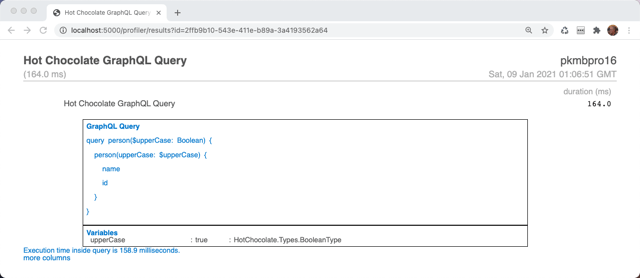 Hot Chocolate GraphQL Query
localhost:5000/profiler/results?id=2ffb9b10-543e-411e-b89a-3a4193562a64
Hot Chocolate GraphQL Query pkmbpro16
(164.0 ms) Sat, 09 Jan 2021 01:06:51 GMT
duration (ms)
Hot Chocolate GraphQL Query 164.0
GraphQL Query
query person($upperCase: Boolean) {
person(upperCase: $upperCase) {
name
id
}
}
Variables
upperCase : true : HotChocolate.Types.BooleanType
Execution time inside query is 158.9 milliseconds.
more columns